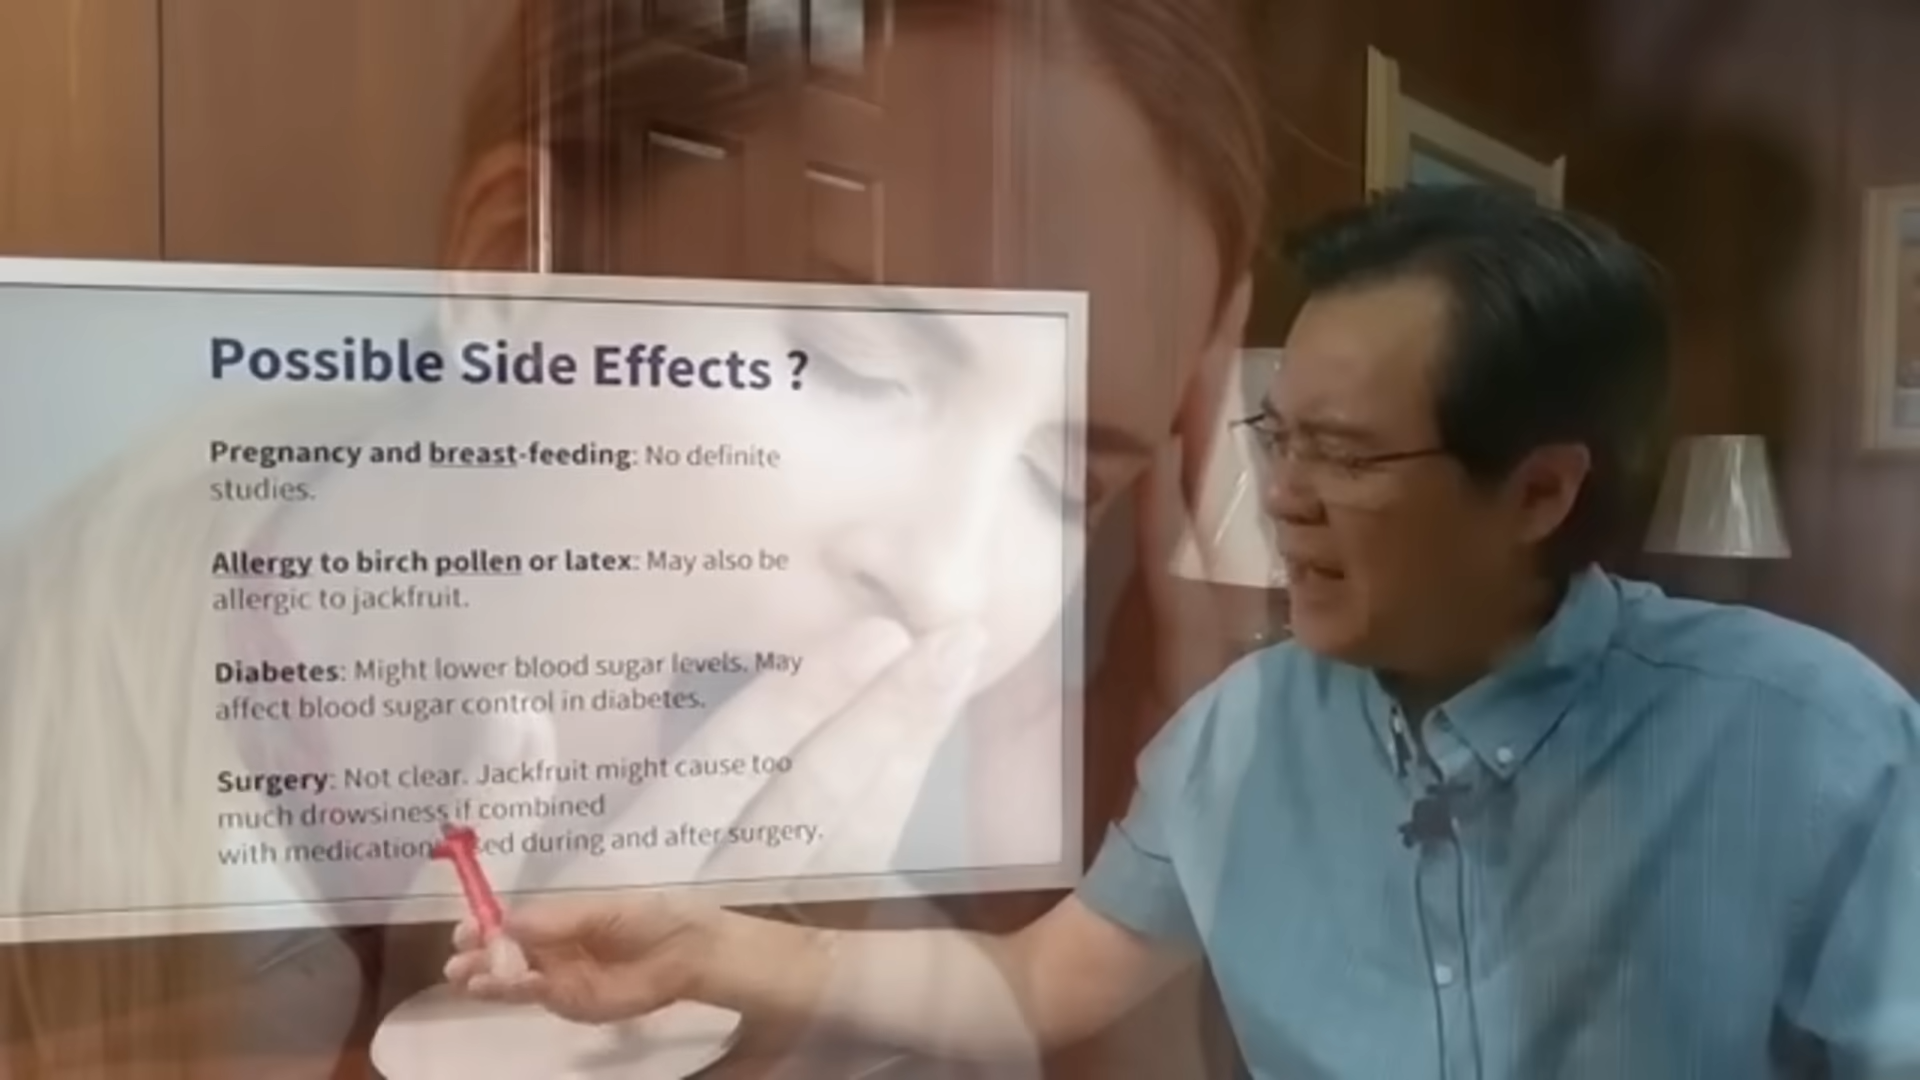 Possible Side Effects ?
Pregnancy and breast-feeding: No definite
studies.
Allergy to birch pollen or latex: May also be
allergic to jackfruit.
Diabetes: Might lower blood sugar levels. May
affect blood sugar control in diabetes.
Surgery: Not clear. Jackfruit might cause too
much drowsiness if combined
with during and after surgery.